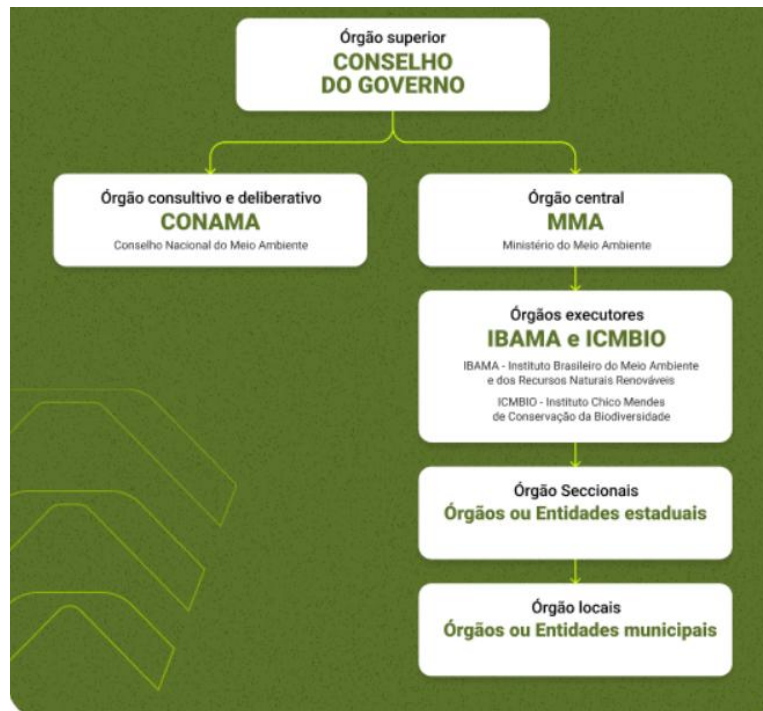 Órgão superior
CONSELHO
DO GOVERNO
Órgão consultivo e deliberativo
CONAMA
Conselho Nacional do Meio Ambiente
Órgão central
MMA
Ministério do Meio Ambiente
Órgãos executores
IBAMA e ICMBIO
IBAMA - Instituto Brasileiro do Meio Ambiente
e dos Recursos Naturais Renováveis
ICMBIO - Instituto Chico Mendes
de Conservação da Biodiversidade
Órgão Seccionais
Órgãos ou Entidades estaduais
Órgão locais
Órgãos ou Entidades municipais